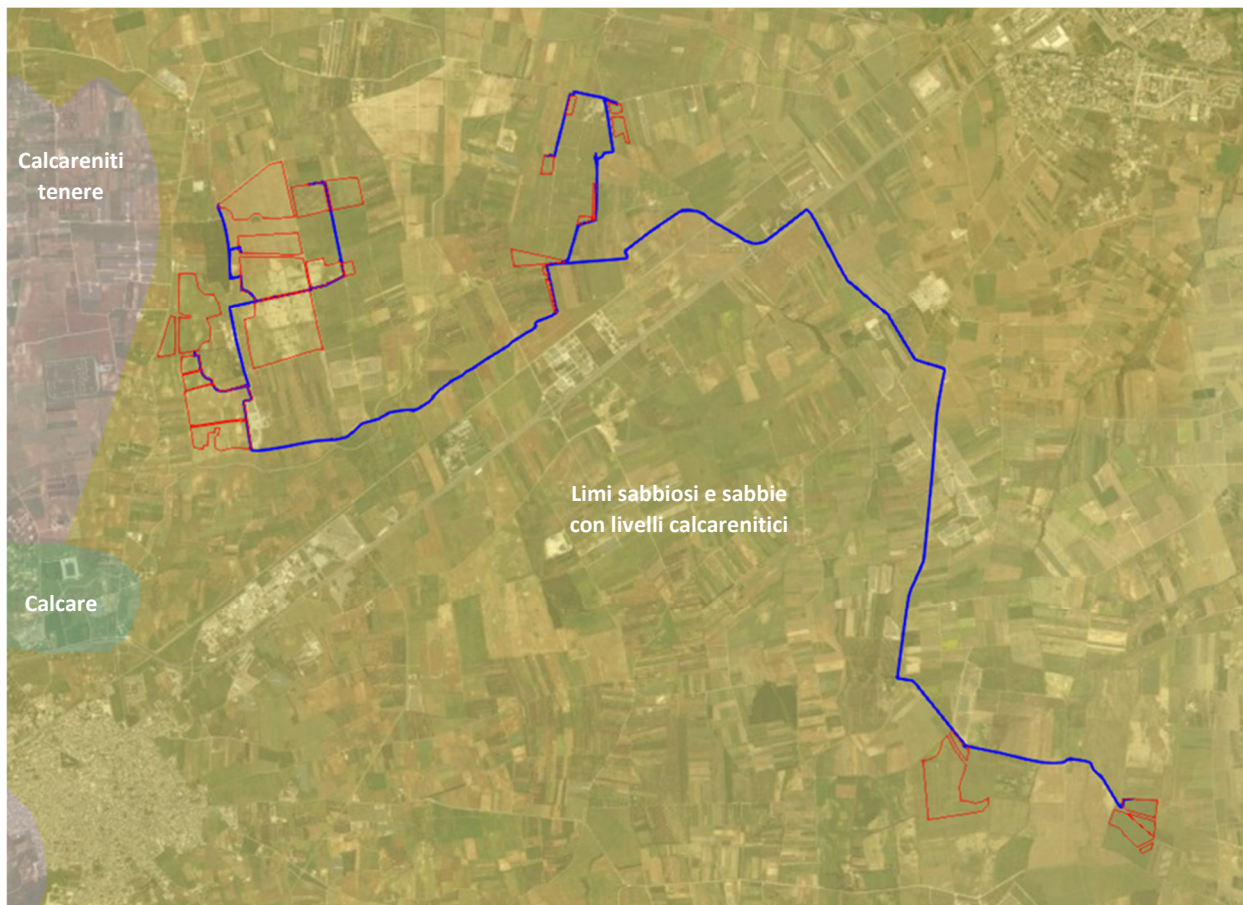 Calcareniti
tenere
Limi sabbiosi e sabbie
con livelli calcarenitici
Calcare